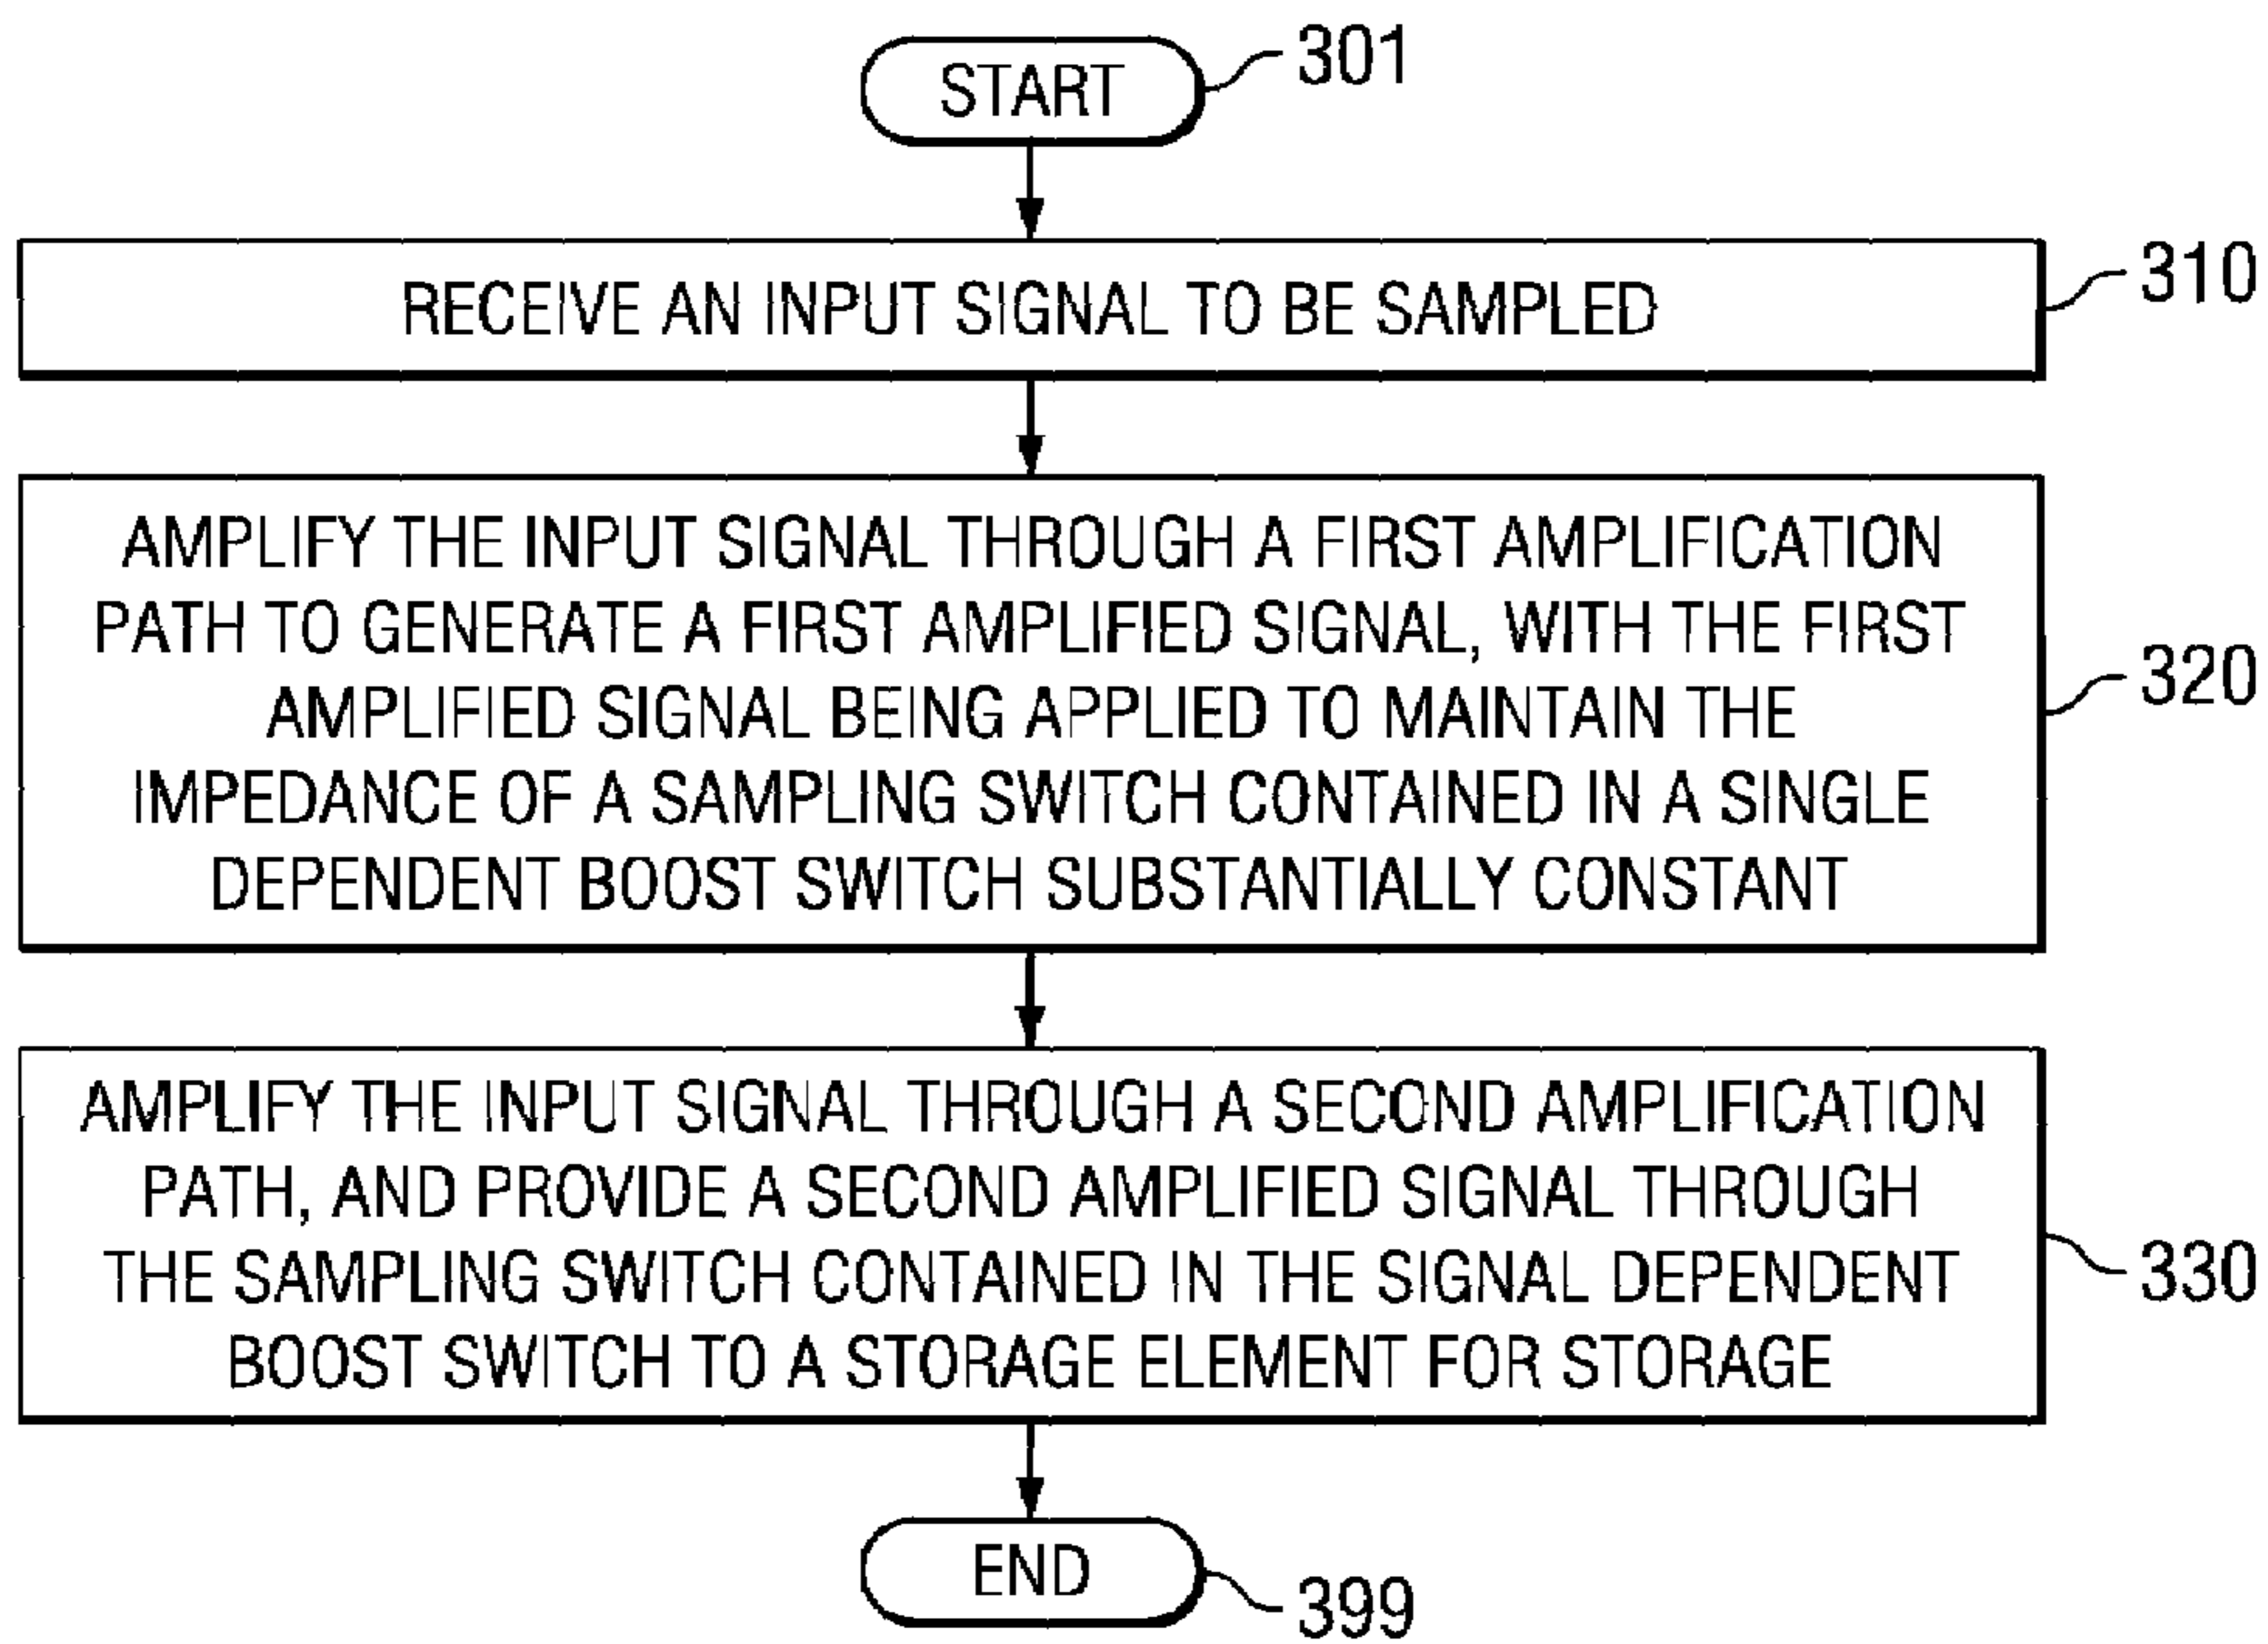 START
301
RECEIVE AN INPUT SIGNAL TO BE SAMPLED
310
AMPLIFY THE INPUT SIGNAL THROUGH A FIRST AMPLIFICATION
PATH TO GENERATE A FIRST AMPLIFIED SIGNAL, WITH THE FIRST
AMPLIFIED SIGNAL BEING APPLIED TO MAINTAIN THE
IMPEDANCE OF A SAMPLING SWITCH CONTAINED IN A SINGLE
DEPENDENT BOOST SWITCH SUBSTANTIALLY CONSTANT
320
AMPLIFY THE INPUT SIGNAL THROUGH A SECOND AMPLIFICATION
PATH, AND PROVIDE A SECOND AMPLIFIED SIGNAL THROUGH
THE SAMPLING SWITCH CONTAINED IN THE SIGNAL DEPENDENT
BOOST SWITCH TO A STORAGE ELEMENT FOR STORAGE
330
END
399